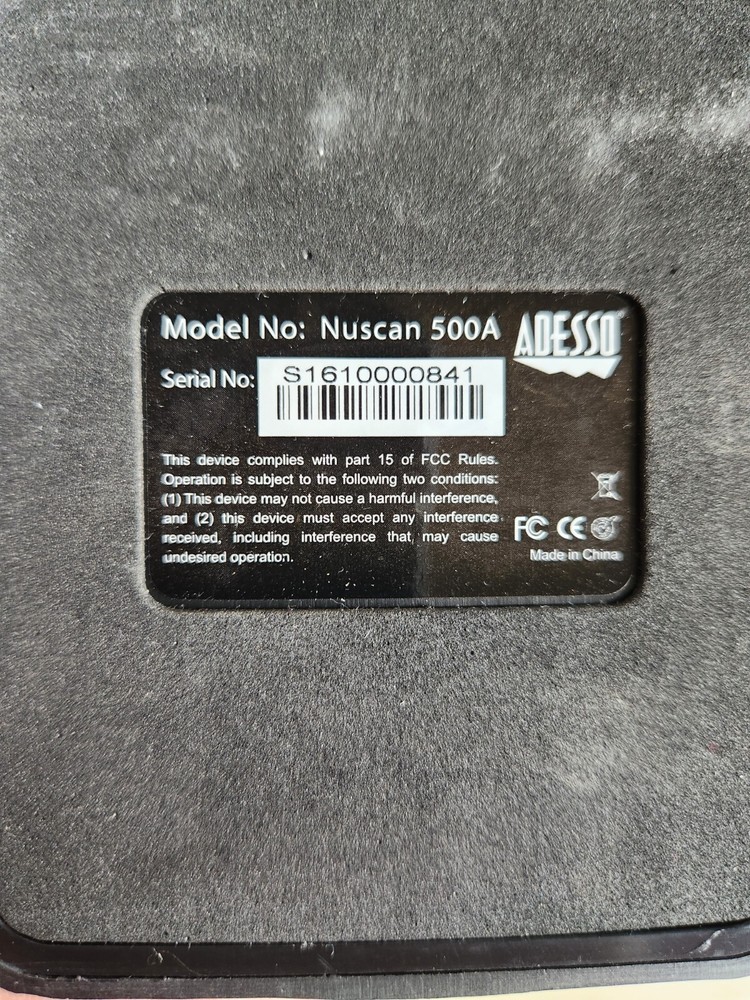 Model No: Nuscan 500A
ADESSO
Serial No: S1610000841
This device complies with part 15 of FCC Rules.
Operation is subject to the following two conditions:
(1) This device may not cause a harmful interference,
and (2) this device must accept any interference
received, including interference that may cause
undesired operation.
FC CE
Made in China